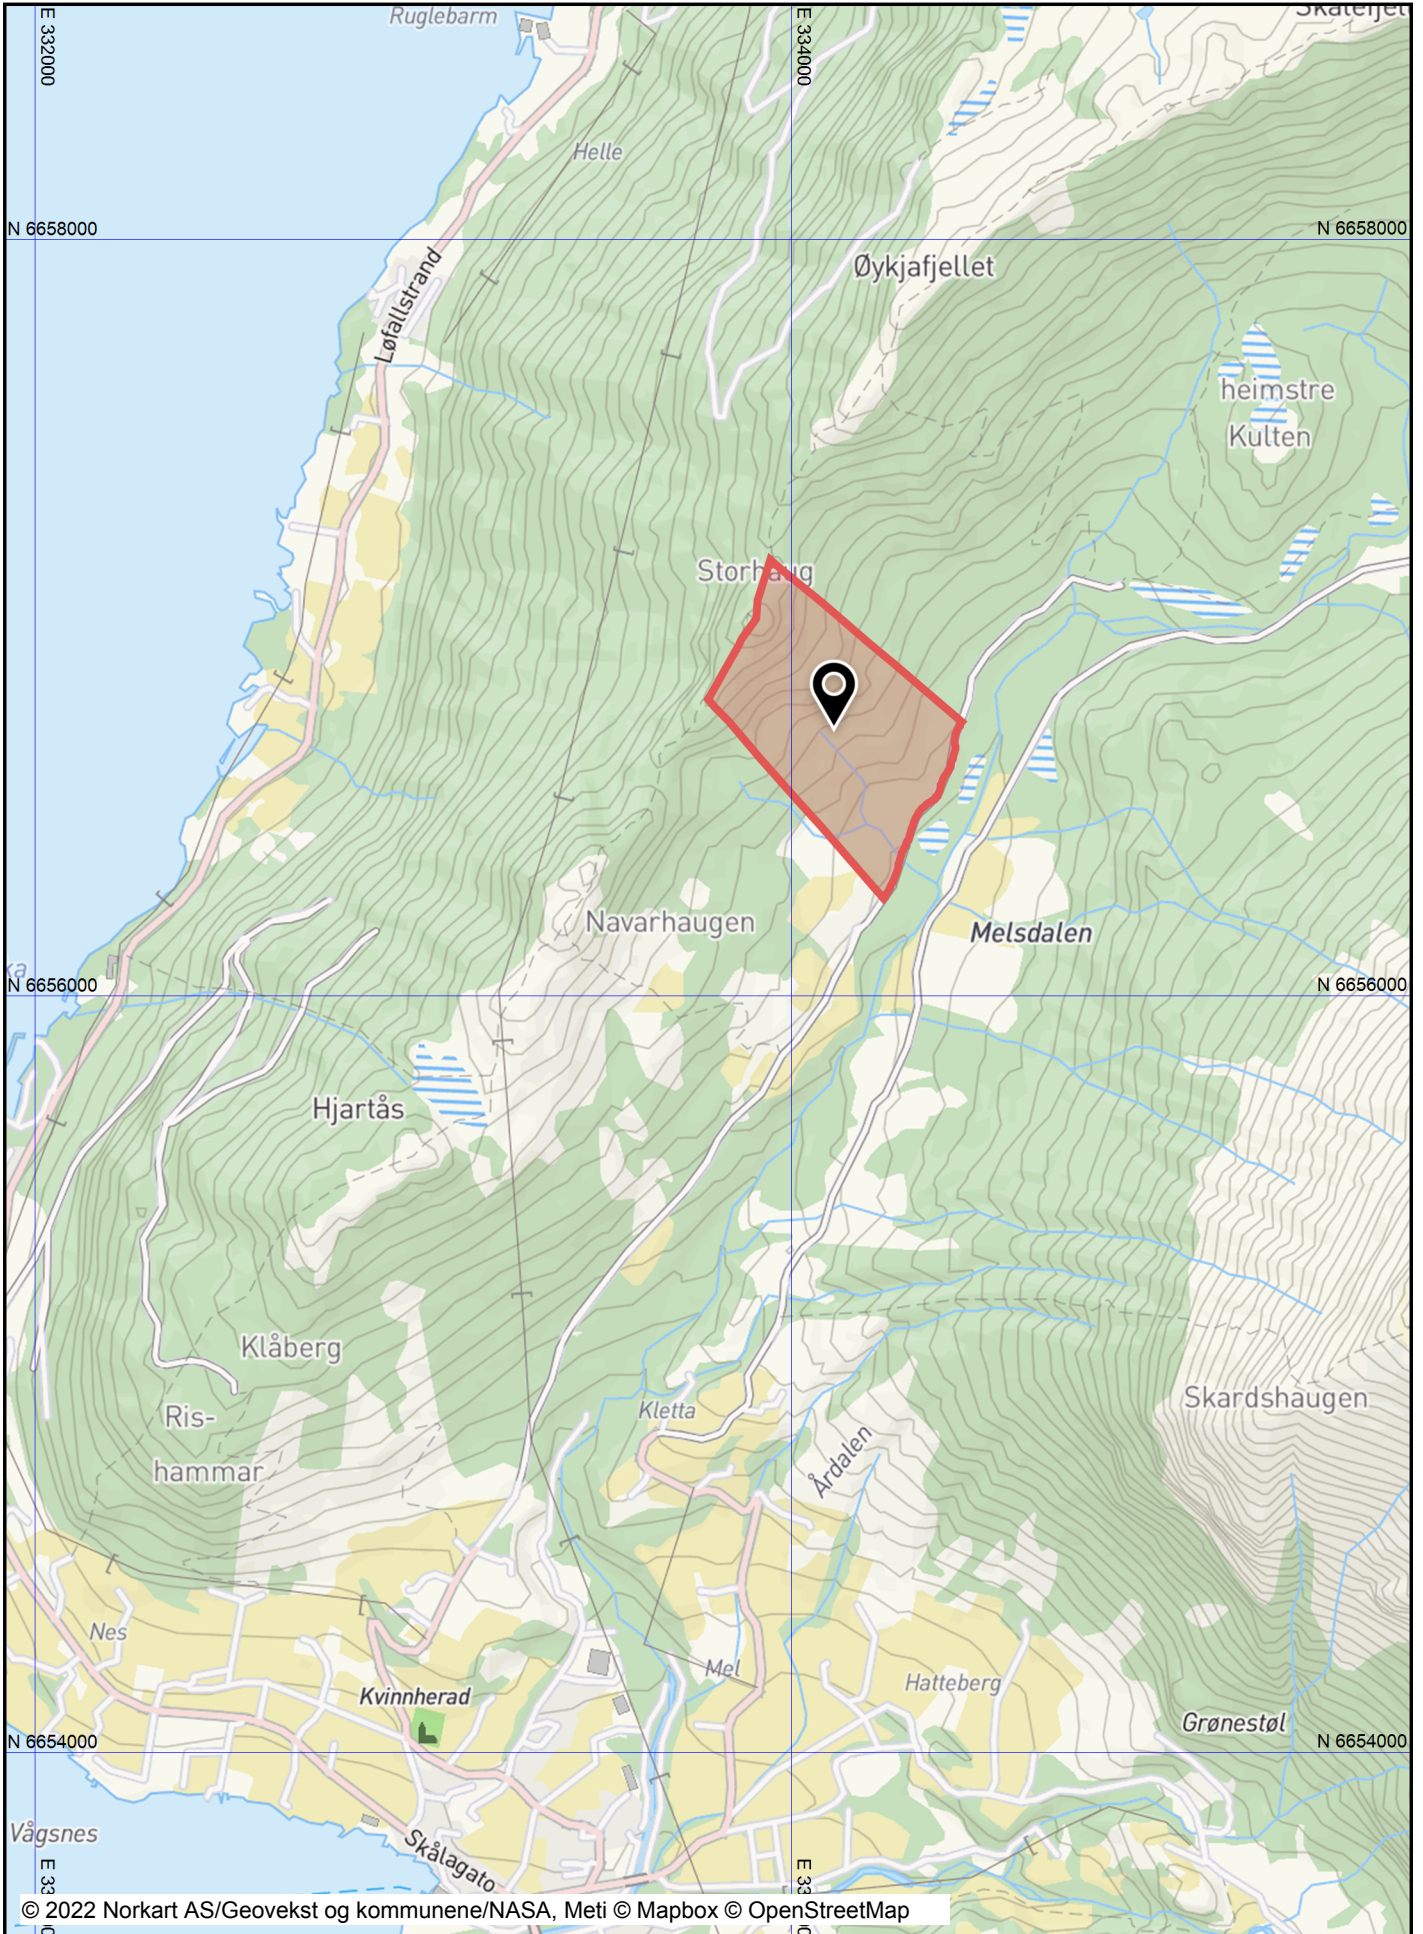 E 332000
Ruglebarm
E 334000
Helle
N 6658000
N 6658000
Løfallstrand
Øykjafjellet
heimstre
Kulten
Storhaug
Navarhaugen
Melsdalen
N 6656000
N 6656000
Hjartås
Klåberg
Skardshaugen
Kletta
Ris-
hammar
Årdalen
Nes
Mel
Hatteberg
Kvinnherad
Grønestøl
N 6654000
N 6654000
Vågsnes
Skålagato
© 2022 Norkart AS/Geovekst og kommunene/NASA, Meti © Mapbox © OpenStreetMap